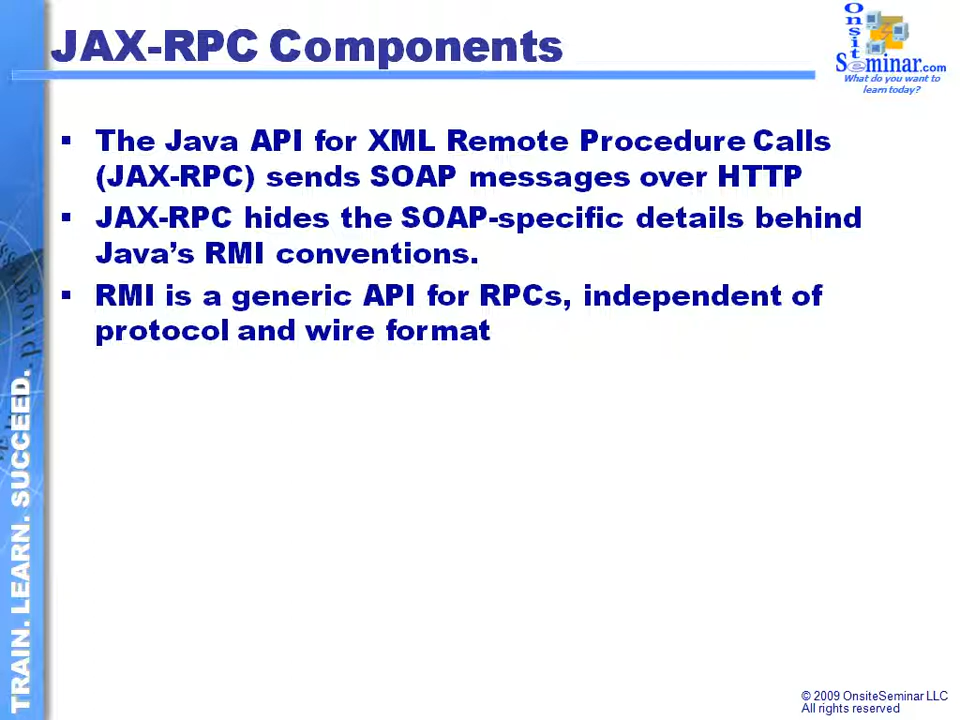 JAX-RPC Components
Onsite
Seminar.com
What do you want to
learn today?
▪ The Java API for XML Remote Procedure Calls
(JAX-RPC) sends SOAP messages over HTTP
▪ JAX-RPC hides the SOAP-specific details behind
Java’s RMI conventions.
▪ RMI is a generic API for RPCs, independent of
protocol and wire format
TRAIN. LEARN. SUCCEED.
© 2009 OnsiteSeminar LLC
All rights reserved